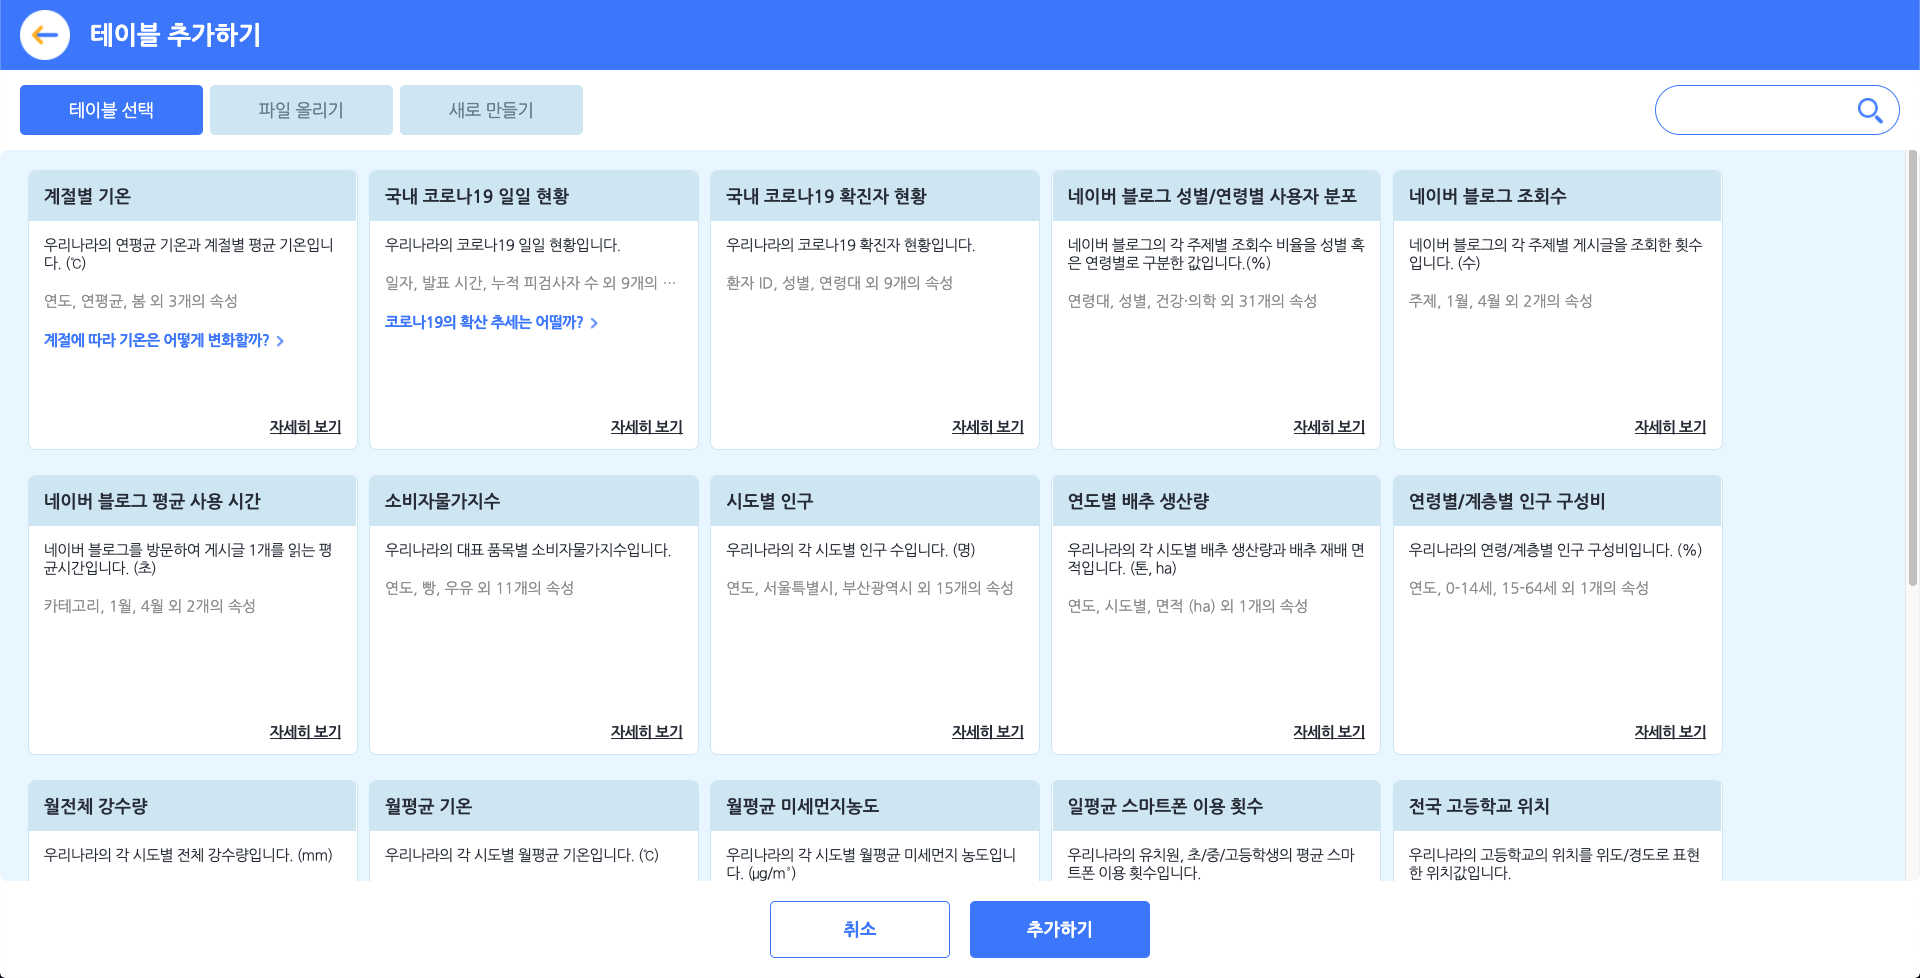 테이블 추가하기
테이블 선택
파일 올리기
새로 만들기
계절별 기온
우리나라의 연평균 기온과 계절별 평균 기온입니
다. (℃)
연도, 연평균, 봄 외 3개의 속성
계절에 따라 기온은 어떻게 변화할까?
자세히 보기
국내 코로나19 일일 현황
우리나라의 코로나19 일일 현황입니다.
일자, 발표 시간, 누적 피검사자 수 외 9개의 ···
코로나19의 확산 추세는 어떨까?
자세히 보기
국내 코로나19 확진자 현황
우리나라의 코로나19 확진자 현황입니다.
환자 ID, 성별, 연령대 외 9개의 속성
자세히 보기
네이버 블로그 성별/연령별 사용자 분포
네이버 블로그의 각 주제별 조회수 비율을 성별 혹
은 연령별로 구분한 값입니다.(%)
연령대, 성별, 건강·의학 외 31개의 속성
자세히 보기
네이버 블로그 조회수
네이버 블로그의 각 주제별 게시글을 조회한 횟수
입니다. (수)
주제, 1월, 4월 외 2개의 속성
자세히 보기
네이버 블로그 평균 사용 시간
네이버 블로그를 방문하여 게시글 1개를 읽는 평
균시간입니다. (초)
카테고리, 1월, 4월 외 2개의 속성
자세히 보기
소비자물가지수
우리나라의 대표 품목별 소비자물가지수입니다.
연도, 빵, 우유 외 11개의 속성
자세히 보기
시도별 인구
우리나라의 각 시도별 인구 수입니다. (명)
연도, 서울특별시, 부산광역시 외 15개의 속성
자세히 보기
연도별 배추 생산량
우리나라의 각 시도별 배추 생산량과 배추 재배 면
적입니다. (톤, ha)
연도, 시도별, 면적 (ha) 외 1개의 속성
자세히 보기
연령별/계층별 인구 구성비
우리나라의 연령/계층별 인구 구성비입니다. (%)
연도, 0-14세, 15-64세 외 1개의 속성
자세히 보기
월전체 강수량
우리나라의 각 시도별 전체 강수량입니다. (mm)
월평균 기온
우리나라의 각 시도별 월평균 기온입니다. (℃)
월평균 미세먼지농도
우리나라의 각 시도별 월평균 미세먼지 농도입니
다. (㎍/m³)
일평균 스마트폰 이용 횟수
우리나라의 유치원, 초/중/고등학생의 평균 스마
트폰 이용 횟수입니다.
전국 고등학교 위치
우리나라의 고등학교의 위치를 위도/경도로 표현
한 위치값입니다.
취소
추가하기